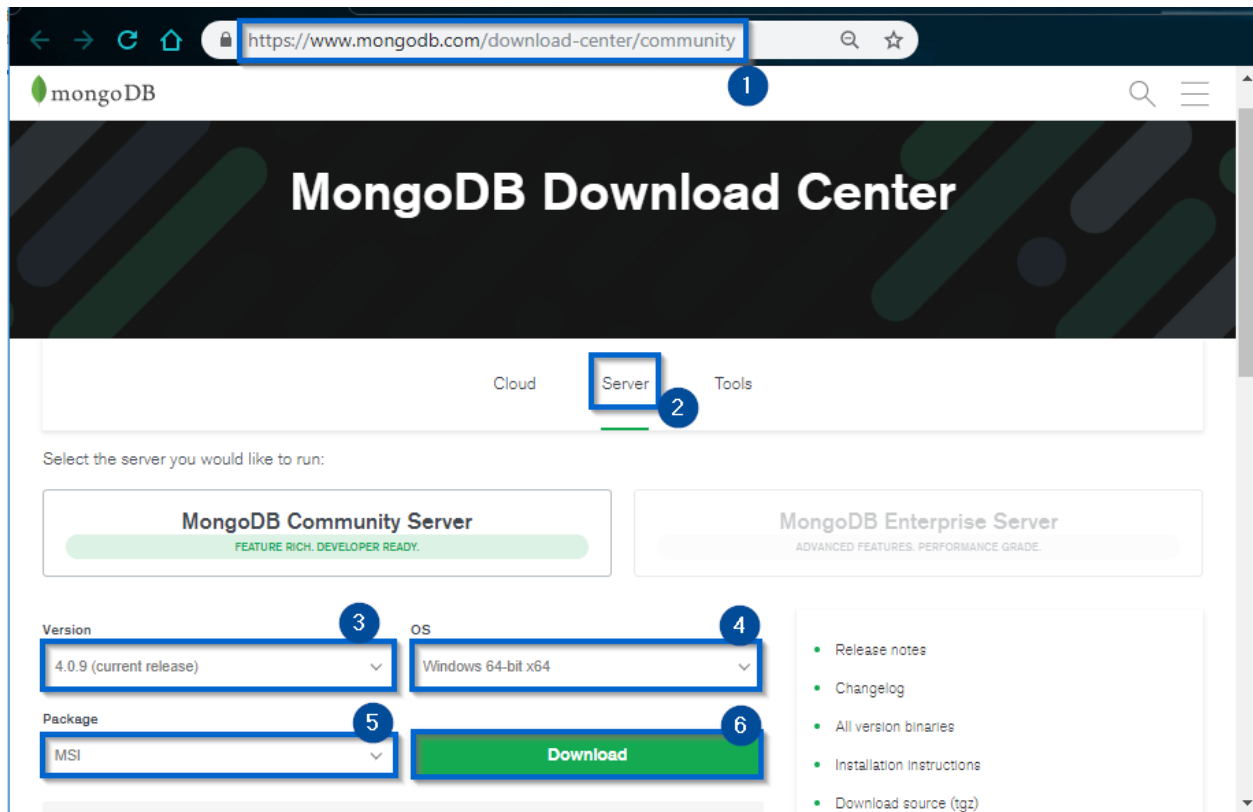 https://www.mongodb.com/download-center/community
1
mongoDB
MongoDB Download Center
Cloud
Server
2
Tools
Select the server you would like to run:
MongoDB Community Server
FEATURE RICH. DEVELOPER READY.
MongoDB Enterprise Server
ADVANCED FEATURES. PERFORMANCE GRADE.
Version
3
4.0.9 (current release)
OS
4
Windows 64-bit x64
Package
5
MSI
6
Download
Release notes
Changelog
All version binaries
Installation instructions
Download source (tgz)